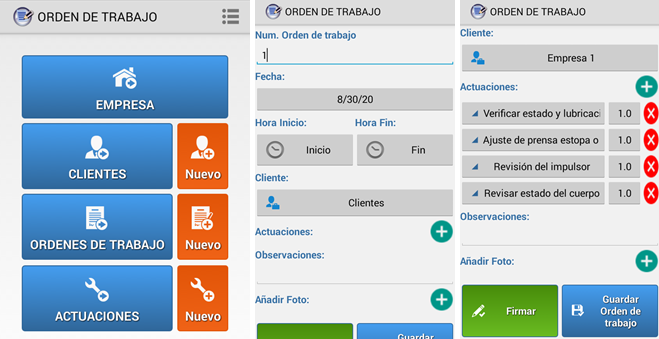 ORDEN DE TRABAJO
EMPRESA
CLIENTES
Nuevo
ORDENES DE TRABAJO
Nuevo
ACTUACIONES
Nuevo
ORDEN DE TRABAJO
Num. Orden de trabajo
1
Fecha:
8/30/20
Hora Inicio: Hora Fin:
Inicio Fin
Cliente:
Clientes
Actuaciones:
Observaciones:
Añadir Foto:
Guardar
ORDEN DE TRABAJO
Cliente:
Empresa 1
Actuaciones:
Verificar estado y lubricaci 1.0 X
Ajuste de prensa estopa o 1.0 X
Revisión del impulsor 1.0 X
Revisar estado del cuerpo 1.0 X
Observaciones:
Añadir Foto:
Firmar
Guardar
Orden de
trabajo